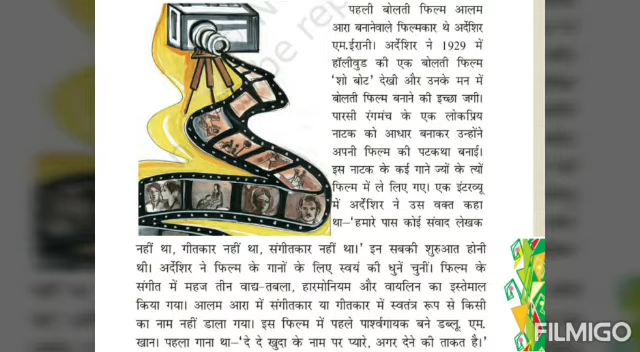 पहली बोलती फिल्म आलम
आरा बनानेवाले फिल्मकार थे अर्देशिर
एम.ईरानी। अर्देशिर ने 1929 में
हॉलीवुड की एक बोलती फिल्म
'शो बोट' देखी और उनके मन में
बोलती फिल्म बनाने की इच्छा जगी।
पारसी रंगमंच के एक लोकप्रिय
नाटक को आधार बनाकर उन्होंने
अपनी फिल्म की पटकथा बनाई।
इस नाटक के कई गाने ज्यों के त्यों
फिल्म में ले लिए गए। एक इंटरव्यू
में अर्देशिर ने उस वक्त कहा
था–'हमारे पास कोई संवाद लेखक
नहीं था, गीतकार नहीं था, संगीतकार नहीं था।' इन सबकी शुरुआत होनी
थी। अर्देशिर ने फिल्म के गानों के लिए स्वयं की धुनें चुनीं। फिल्म के
संगीत में महज तीन वाद्य-तबला, हारमोनियम और वायलिन का इस्तेमाल
किया गया। आलम आरा में संगीतकार या गीतकार में स्वतंत्र रूप से किसी
का नाम नहीं डाला गया। इस फिल्म में पहले पार्श्वगायक बने डब्लू. एम.
खान। पहला गाना था–'दे दे खुदा के नाम पर प्यारे, अगर देने की ताकत है।'
FILMIGO